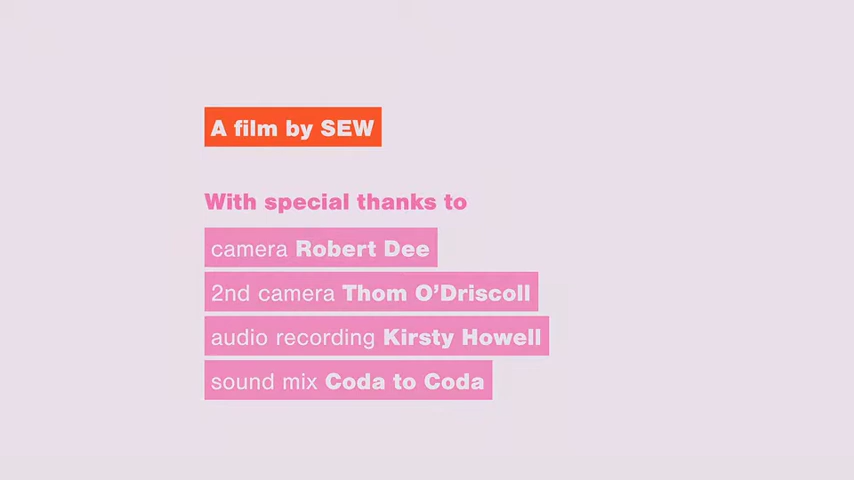 A film by SEW
With special thanks to
camera Robert Dee
2nd camera Thom O’Driscoll
audio recording Kirsty Howell
sound mix Coda to Coda